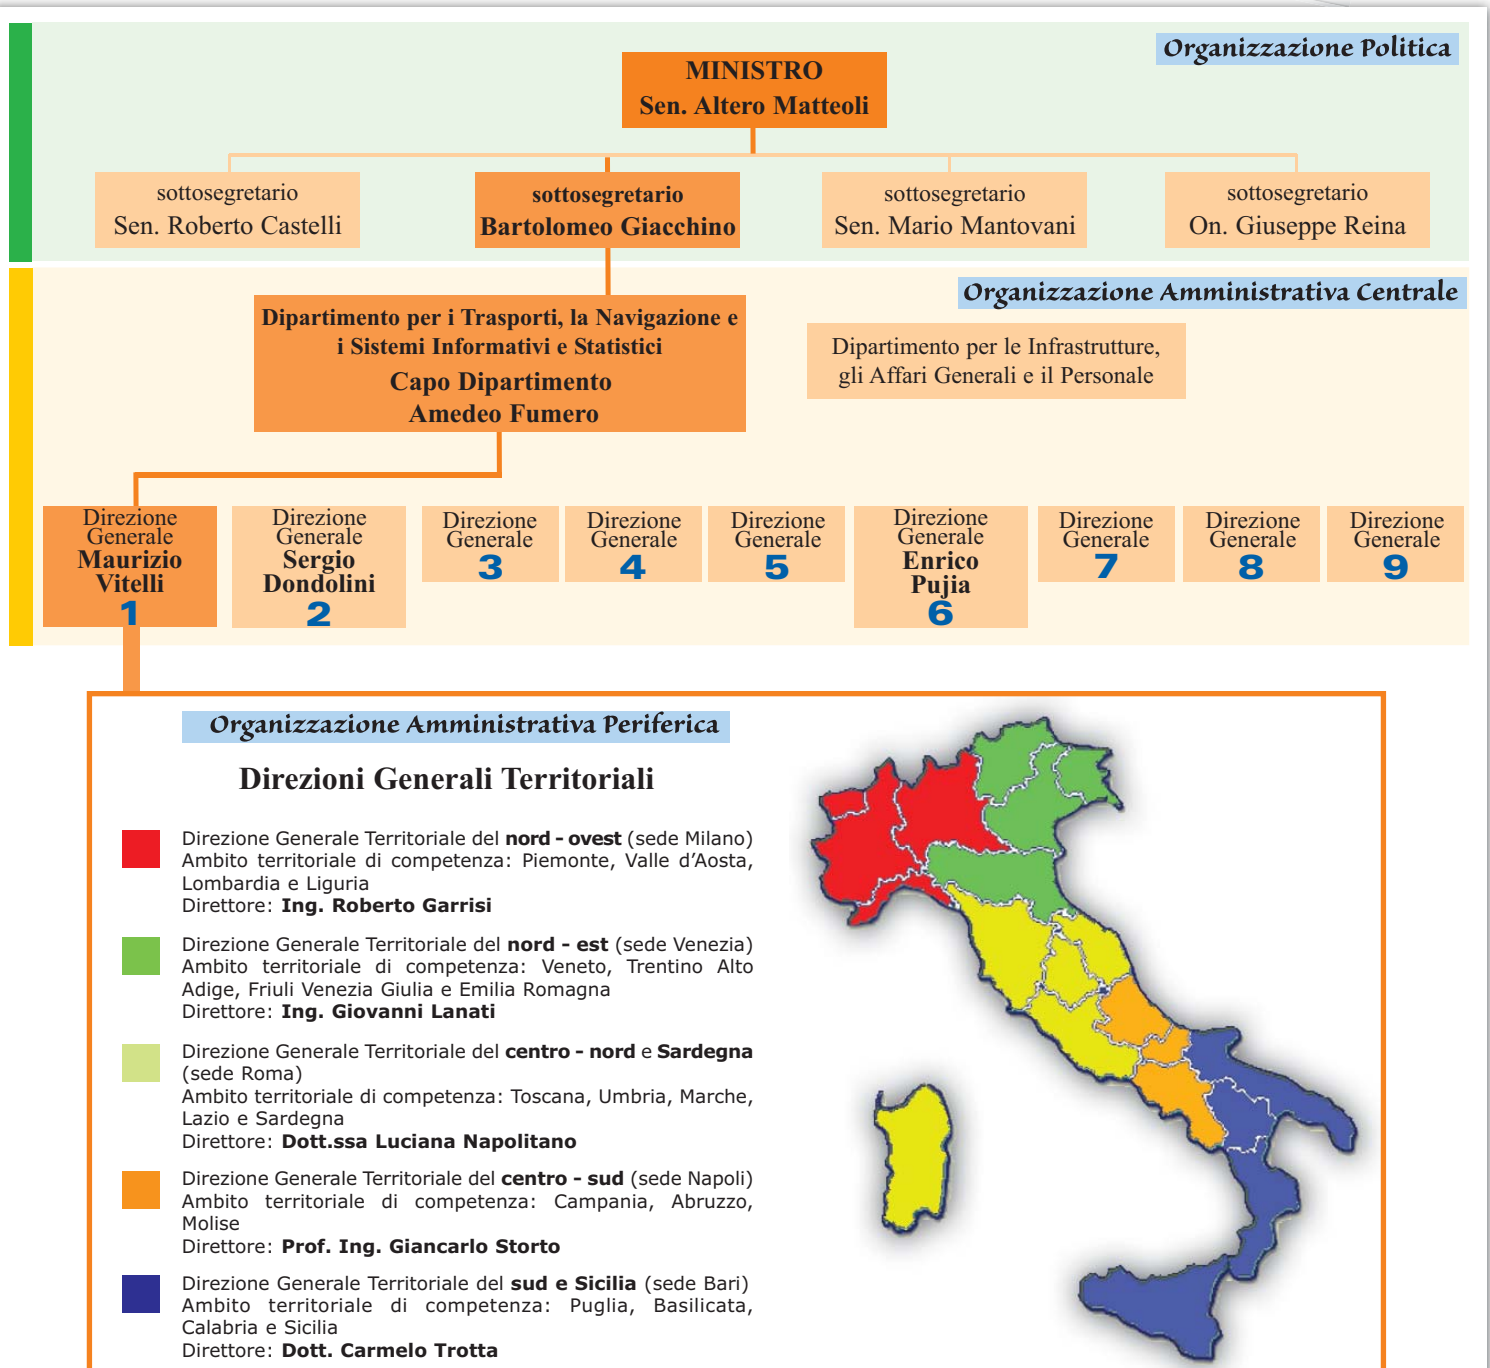 Organizzazione Politica
MINISTRO
Sen. Altero Matteoli
sottosegretario
Sen. Roberto Castelli
sottosegretario
Bartolomeo Giacchino
sottosegretario
Sen. Mario Mantovani
sottosegretario
On. Giuseppe Reina
Organizzazione Amministrativa Centrale
Dipartimento per i Trasporti, la Navigazione e
i Sistemi Informativi e Statistici
Capo Dipartimento
Amedeo Fumero
Dipartimento per le Infrastrutture,
gli Affari Generali e il Personale
Direzione
Generale
Maurizio
Vitelli
1
Direzione
Generale
Sergio
Dondolini
2
Direzione
Generale
3
Direzione
Generale
4
Direzione
Generale
5
Direzione
Generale
Enrico
Pujia
6
Direzione
Generale
7
Direzione
Generale
8
Direzione
Generale
9
Organizzazione Amministrativa Periferica
Direzioni Generali Territoriali
Direzione Generale Territoriale del nord - ovest (sede Milano)
Ambito territoriale di competenza: Piemonte, Valle d’Aosta,
Lombardia e Liguria
Direttore: Ing. Roberto Garrisi
Direzione Generale Territoriale del nord - est (sede Venezia)
Ambito territoriale di competenza: Veneto, Trentino Alto
Adige, Friuli Venezia Giulia e Emilia Romagna
Direttore: Ing. Giovanni Lanati
Direzione Generale Territoriale del centro - nord e Sardegna
(sede Roma)
Ambito territoriale di competenza: Toscana, Umbria, Marche,
Lazio e Sardegna
Direttore: Dott.ssa Luciana Napolitano
Direzione Generale Territoriale del centro - sud (sede Napoli)
Ambito territoriale di competenza: Campania, Abruzzo,
Molise
Direttore: Prof. Ing. Giancarlo Storto
Direzione Generale Territoriale del sud e Sicilia (sede Bari)
Ambito territoriale di competenza: Puglia, Basilicata,
Calabria e Sicilia
Direttore: Dott. Carmelo Trotta